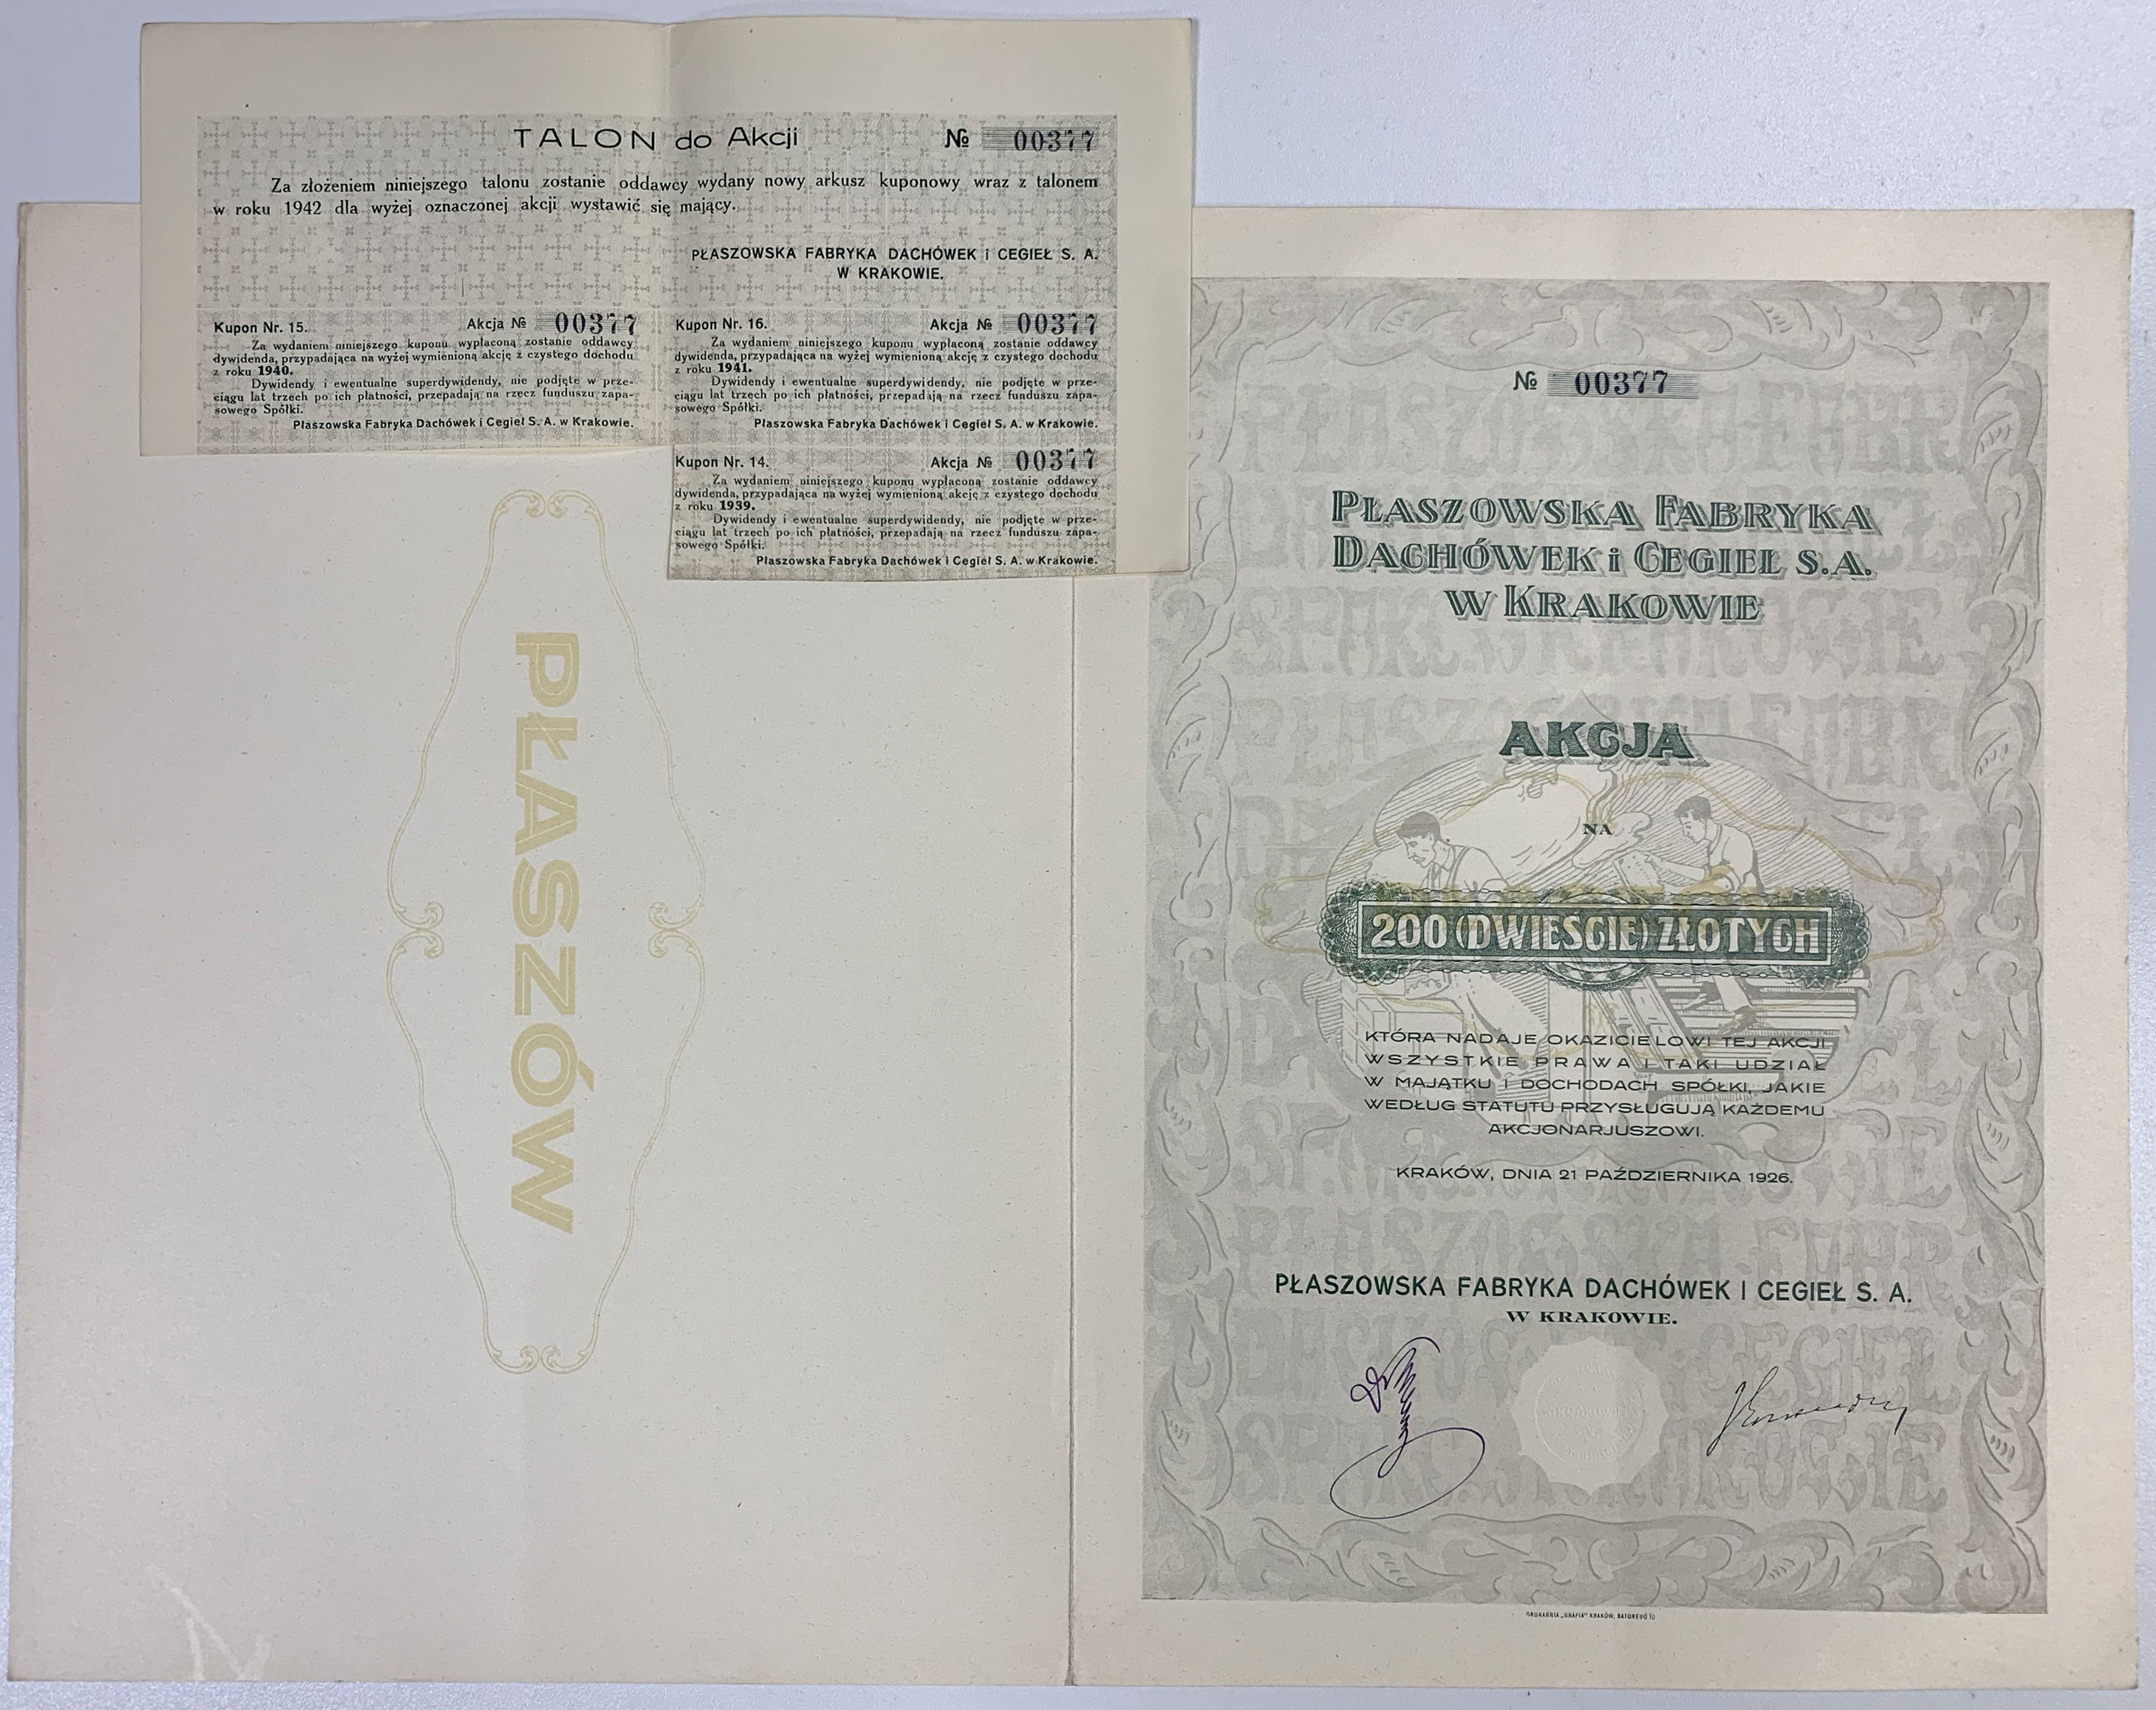 TALON do Akcji № 00377
Za złożeniem niniejszego talonu zostanie oddawcy wydany nowy arkusz kuponowy wraz z talonem
w roku 1942 dla wyżej oznaczonej akcji wystawić się mający.
PŁASZOWSKA FABRYKA DACHÓWEK i CEGIEŁ S. A.
W KRAKOWIE.
Kupon Nr. 15. Akcja № 00377
Za wydaniem niniejszego kuponu wypłaconą zostanie oddawcy
dywidenda, przypadająca na wyżej wymienioną akcję z czystego dochodu
z roku 1940.
Dywidendy i ewentualne superdywidendy, nie podjęte w prze-
ciągu lat trzech po ich płatności, przepadają na rzecz funduszu zapa-
sowego Spółki.
Płaszowska Fabryka Dachówek i Cegieł S. A. w Krakowie.
Kupon Nr. 16. Akcja № 00377
Za wydaniem niniejszego kuponu wypłaconą zostanie oddawcy
dywidenda, przypadająca na wyżej wymienioną akcję z czystego dochodu
z roku 1941.
Dywidendy i ewentualne superdywidendy, nie podjęte w prze-
ciągu lat trzech po ich płatności, przepadają na rzecz funduszu zapa-
sowego Spółki.
Płaszowska Fabryka Dachówek i Cegieł S. A. w Krakowie.
Kupon Nr. 14. Akcja № 00377
Za wydaniem niniejszego kuponu wypłaconą zostanie oddawcy
dywidenda, przypadająca na wyżej wymienioną akcję z czystego dochodu
z roku 1939.
Dywidendy i ewentualne superdywidendy, nie podjęte w prze-
ciągu lat trzech po ich płatności, przepadają na rzecz funduszu zapa-
sowego Spółki.
Płaszowska Fabryka Dachówek i Cegieł S. A. w Krakowie.
PŁASZÓW
№ 00377
PŁASZOWSKA FABRYKA
DACHÓWEK i CEGIEŁ S.A.
W KRAKOWIE
AKCJA
NA
200 (DWIEŚCIE) ZŁOTYCH
KTÓRA NADAJE OKAZICIELOWI TEJ AKCJI
WSZYSTKIE PRAWA I TAKI UDZIAŁ
W MAJĄTKU I DOCHODACH SPÓŁKI, JAKIE
WEDŁUG STATUTU PRZYSŁUGUJĄ KAŻDEMU
AKCJONARJUSZOWI.
KRAKÓW, DNIA 21 PAŹDZIERNIKA 1926.
PŁASZOWSKA FABRYKA DACHÓWEK I CEGIEŁ S. A.
W KRAKOWIE.
DRUKARNIA „GRAFIA" KRAKÓW, BATOREGO 10